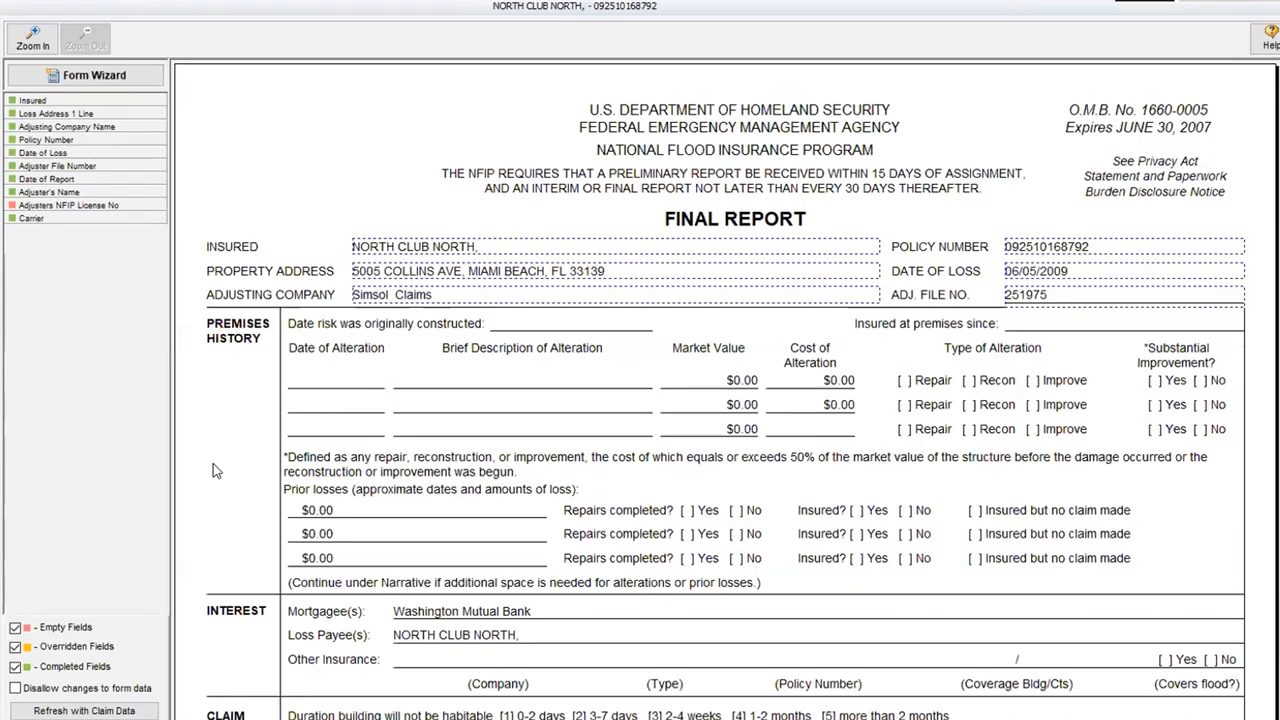 NORTH CLUB NORTH, - 092510168792
Zoom In
Zoom Out
Help
Form Wizard
Insured
Loss Address 1 Line
Adjusting Company Name
Policy Number
Date of Loss
Adjuster File Number
Date of Report
Adjuster's Name
Adjusters NFIP License No
Carrier
- Empty Fields
- Overridden Fields
- Completed Fields
Disallow changes to form data
Refresh with Claim Data
U.S. DEPARTMENT OF HOMELAND SECURITY
FEDERAL EMERGENCY MANAGEMENT AGENCY
NATIONAL FLOOD INSURANCE PROGRAM
THE NFIP REQUIRES THAT A PRELIMINARY REPORT BE RECEIVED WITHIN 15 DAYS OF ASSIGNMENT,
AND AN INTERIM OR FINAL REPORT NOT LATER THAN EVERY 30 DAYS THEREAFTER.
O.M.B. No. 1660-0005
Expires JUNE 30, 2007
See Privacy Act
Statement and Paperwork
Burden Disclosure Notice
FINAL REPORT
INSURED NORTH CLUB NORTH, POLICY NUMBER 092510168792
PROPERTY ADDRESS 5005 COLLINS AVE, MIAMI BEACH, FL 33139 DATE OF LOSS 06/05/2009
ADJUSTING COMPANY Simsol Claims ADJ. FILE NO. 251975
PREMISES
HISTORY
Date risk was originally constructed: Insured at premises since:
Date of Alteration Brief Description of Alteration Market Value Cost of Alteration Type of Alteration *Substantial Improvement?
$0.00 $0.00 [ ] Repair [ ] Recon [ ] Improve [ ] Yes [ ] No
$0.00 $0.00 [ ] Repair [ ] Recon [ ] Improve [ ] Yes [ ] No
$0.00 [ ] Repair [ ] Recon [ ] Improve [ ] Yes [ ] No
*Defined as any repair, reconstruction, or improvement, the cost of which equals or exceeds 50% of the market value of the structure before the damage occurred or the
reconstruction or improvement was begun.
Prior losses (approximate dates and amounts of loss):
$0.00 Repairs completed? [ ] Yes [ ] No Insured? [ ] Yes [ ] No [ ] Insured but no claim made
$0.00 Repairs completed? [ ] Yes [ ] No Insured? [ ] Yes [ ] No [ ] Insured but no claim made
$0.00 Repairs completed? [ ] Yes [ ] No Insured? [ ] Yes [ ] No [ ] Insured but no claim made
(Continue under Narrative if additional space is needed for alterations or prior losses.)
INTEREST Mortgagee(s): Washington Mutual Bank
Loss Payee(s): NORTH CLUB NORTH,
Other Insurance: / [ ] Yes [ ] No
(Company) (Type) (Policy Number) (Coverage Bldg/Cts) (Covers flood?)
CLAIM Duration building will not be habitable [1] 0-2 days [2] 3-7 days [3] 2-4 weeks [4] 1-2 months [5] more than 2 months